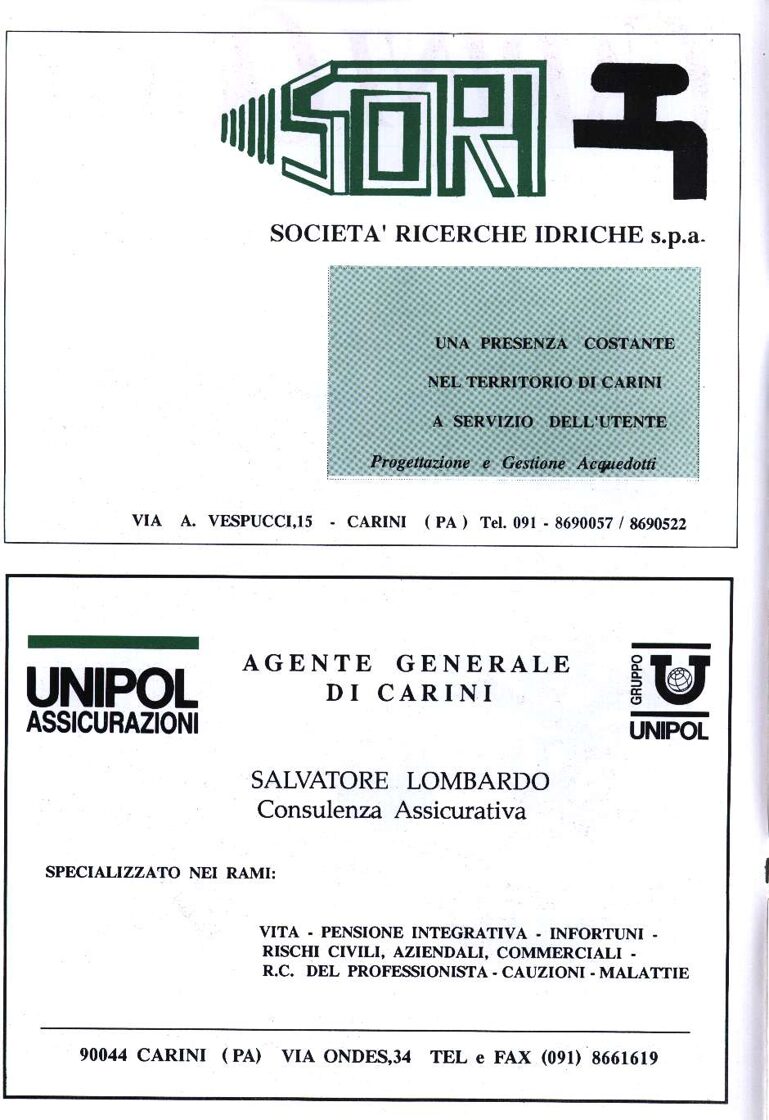 SORI
SOCIETA' RICERCHE IDRICHE s.p.a.
UNA PRESENZA COSTANTE
NEL TERRITORIO DI CARINI
A SERVIZIO DELL'UTENTE
Progettazione e Gestione Acquedotti
VIA A. VESPUCCI,15 - CARINI ( PA ) Tel. 091 - 8690057 / 8690522
UNIPOL
ASSICURAZIONI
AGENTE GENERALE
DI CARINI
GRUPPO
U
UNIPOL
SALVATORE LOMBARDO
Consulenza Assicurativa
SPECIALIZZATO NEI RAMI:
VITA - PENSIONE INTEGRATIVA - INFORTUNI -
RISCHI CIVILI, AZIENDALI, COMMERCIALI -
R.C. DEL PROFESSIONISTA - CAUZIONI - MALATTIE
90044 CARINI ( PA) VIA ONDES,34 TEL e FAX (091) 8661619